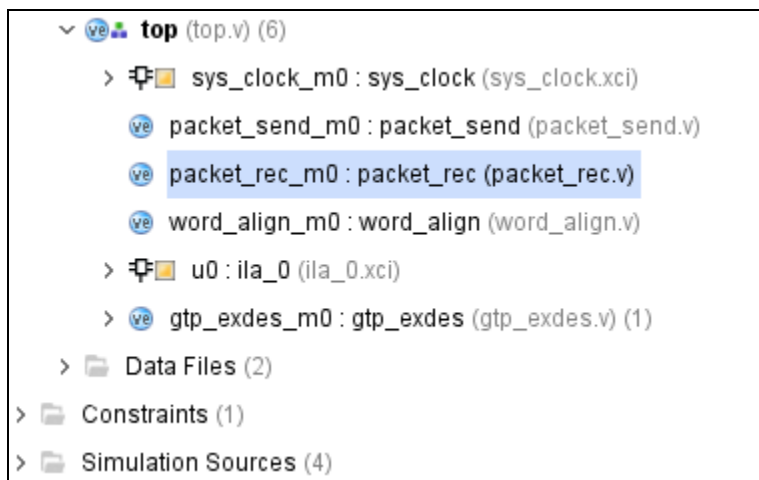 top (top.v) (6)
sys_clock_m0 : sys_clock (sys_clock.xci)
packet_send_m0 : packet_send (packet_send.v)
packet_rec_m0 : packet_rec (packet_rec.v)
word_align_m0 : word_align (word_align.v)
u0 : ila_0 (ila_0.xci)
gtp_exdes_m0 : gtp_exdes (gtp_exdes.v) (1)
Data Files (2)
Constraints (1)
Simulation Sources (4)